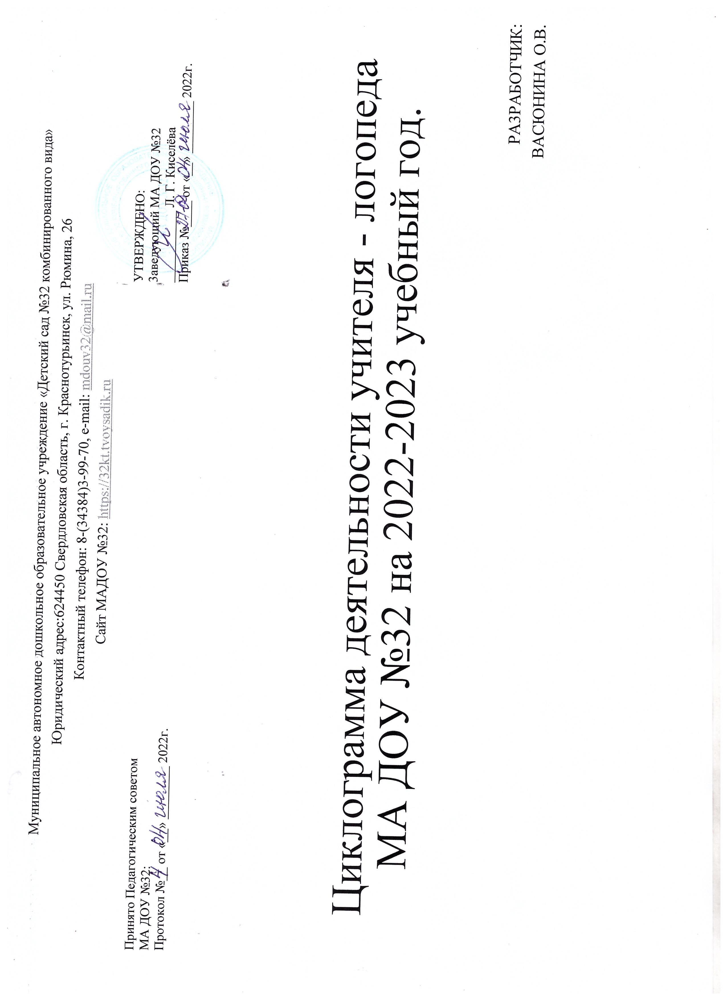 Муниципальное автономное дошкольное образовательное учреждение «Детский сад №32 комбинированного вида»
Юридический адрес:624450 Свердловская область, г. Краснотурьинск, ул. Рюмина, 26
Контактный телефон: 8-(34384)3-99-70, e-mail: mdouv32@mail.ru
Сайт МАДОУ №32: https://32kt.tvoysadik.ru
Принято Педагогическим советом
МА ДОУ №32:
Протокол № 4 от «04» июля 2022г.
УТВЕРЖДЕНО:
Заведующий МА ДОУ №32
Л. Г. Киселёва
Приказ № от «04» июля 2022г.
Циклограмма деятельности учителя - логопеда
МА ДОУ №32 на 2022-2023 учебный год.
РАЗРАБОТЧИК:
ВАСЮНИНА О.В.